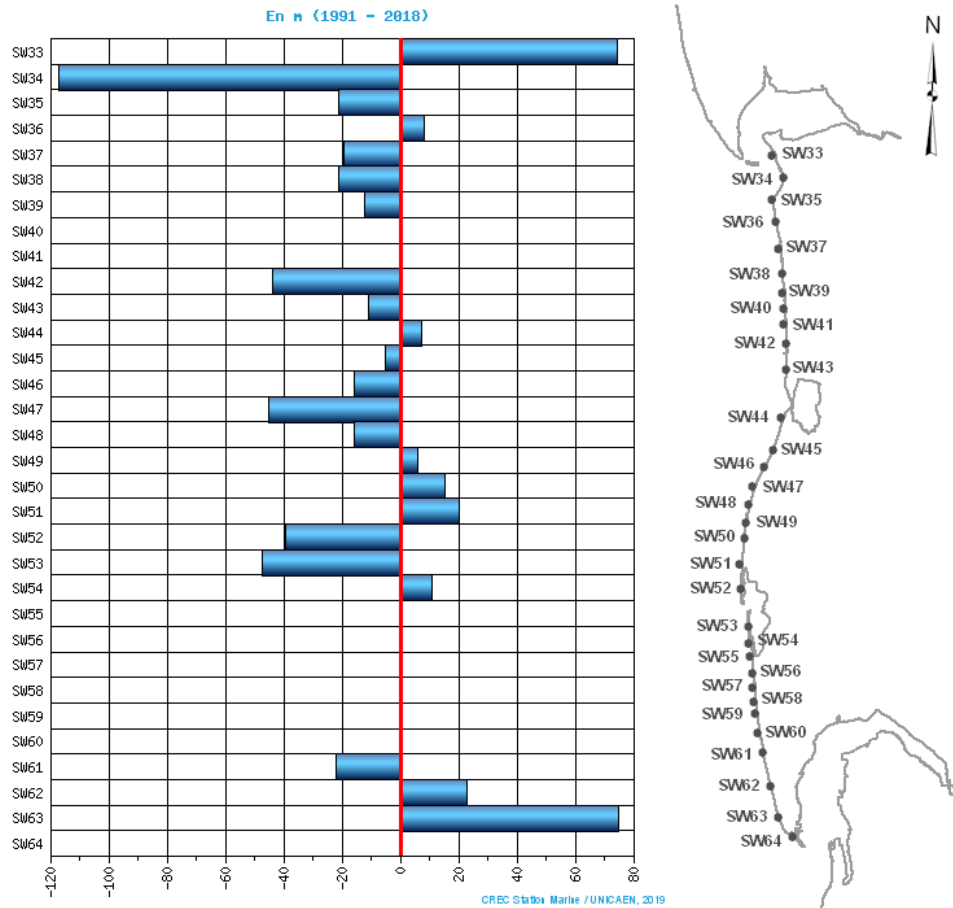 En m (1991 - 2018)
SW33
SW34
SW35
SW36
SW37
SW38
SW39
SW40
SW41
SW42
SW43
SW44
SW45
SW46
SW47
SW48
SW49
SW50
SW51
SW52
SW53
SW54
SW55
SW56
SW57
SW58
SW59
SW60
SW61
SW62
SW63
SW64
-120 -100 -80 -60 -40 -20 0 20 40 60 80
CREC Station Marine / UNICAEN, 2019
N
SW33
SW34
SW35
SW36
SW37
SW38
SW39
SW40
SW41
SW42
SW43
SW44
SW45
SW46
SW47
SW48
SW49
SW50
SW51
SW52
SW53
SW54
SW55
SW56
SW57
SW58
SW59
SW60
SW61
SW62
SW63
SW64